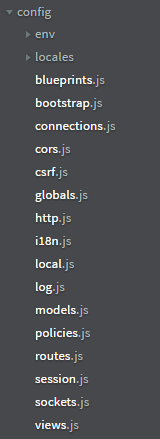 config
env
locales
blueprints.js
bootstrap.js
connections.js
cors.js
csrf.js
globals.js
http.js
i18n.js
local.js
log.js
models.js
policies.js
routes.js
session.js
sockets.js
views.js